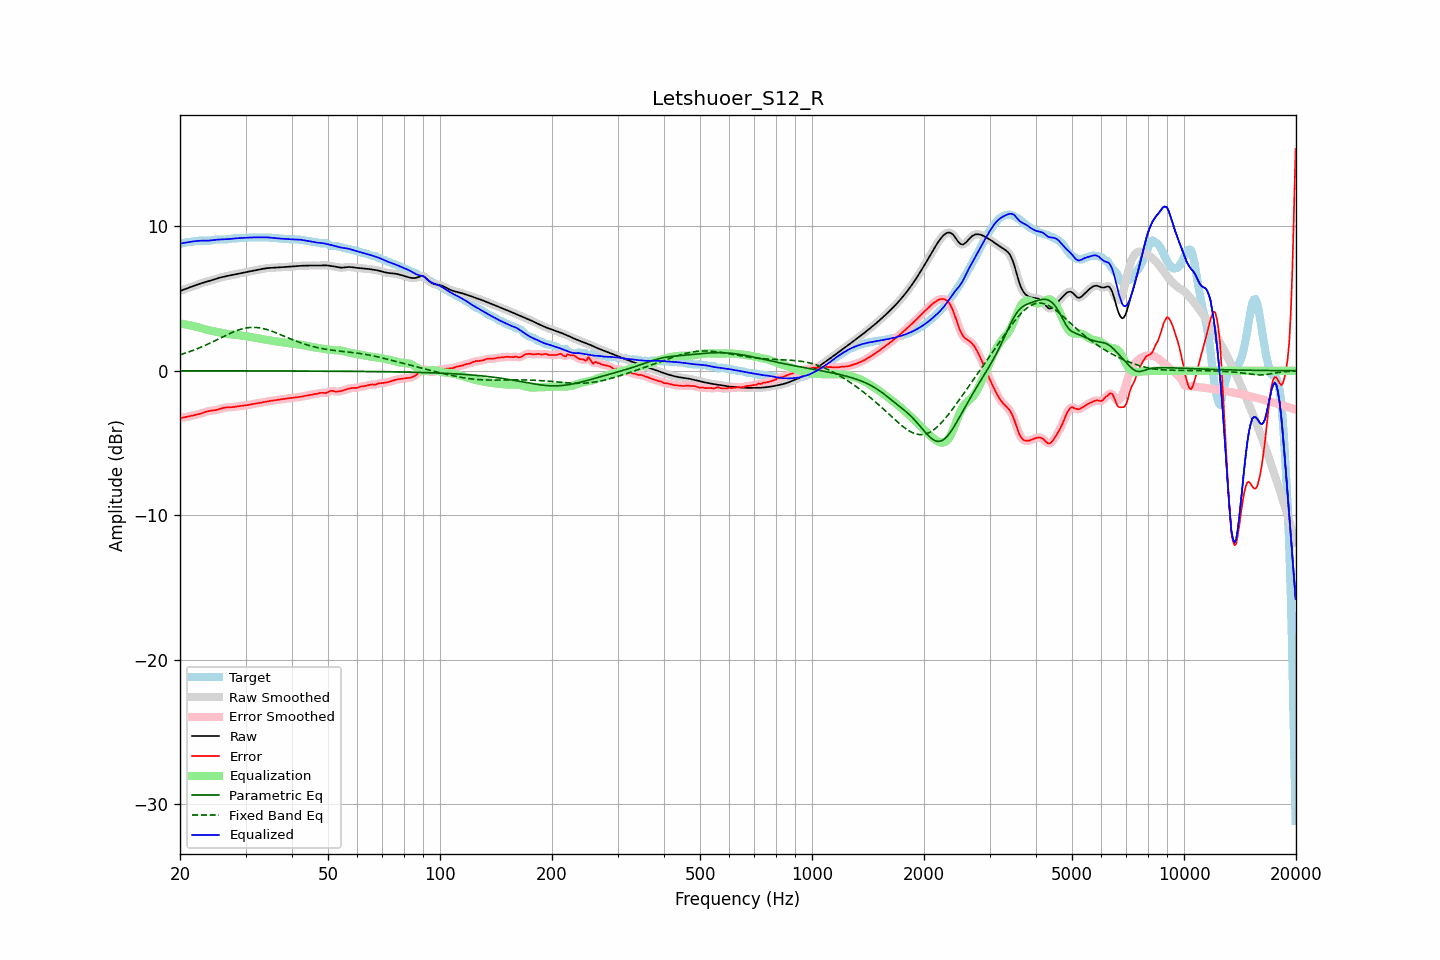 Letshuoer_S12_R
Amplitude (dBr)
10
0
−10
−20
−30
Target
Raw Smoothed
Error Smoothed
Raw
Error
Equalization
Parametric Eq
Fixed Band Eq
Equalized
20 50 100 200 500 1000 2000 5000 10000 20000
Frequency (Hz)